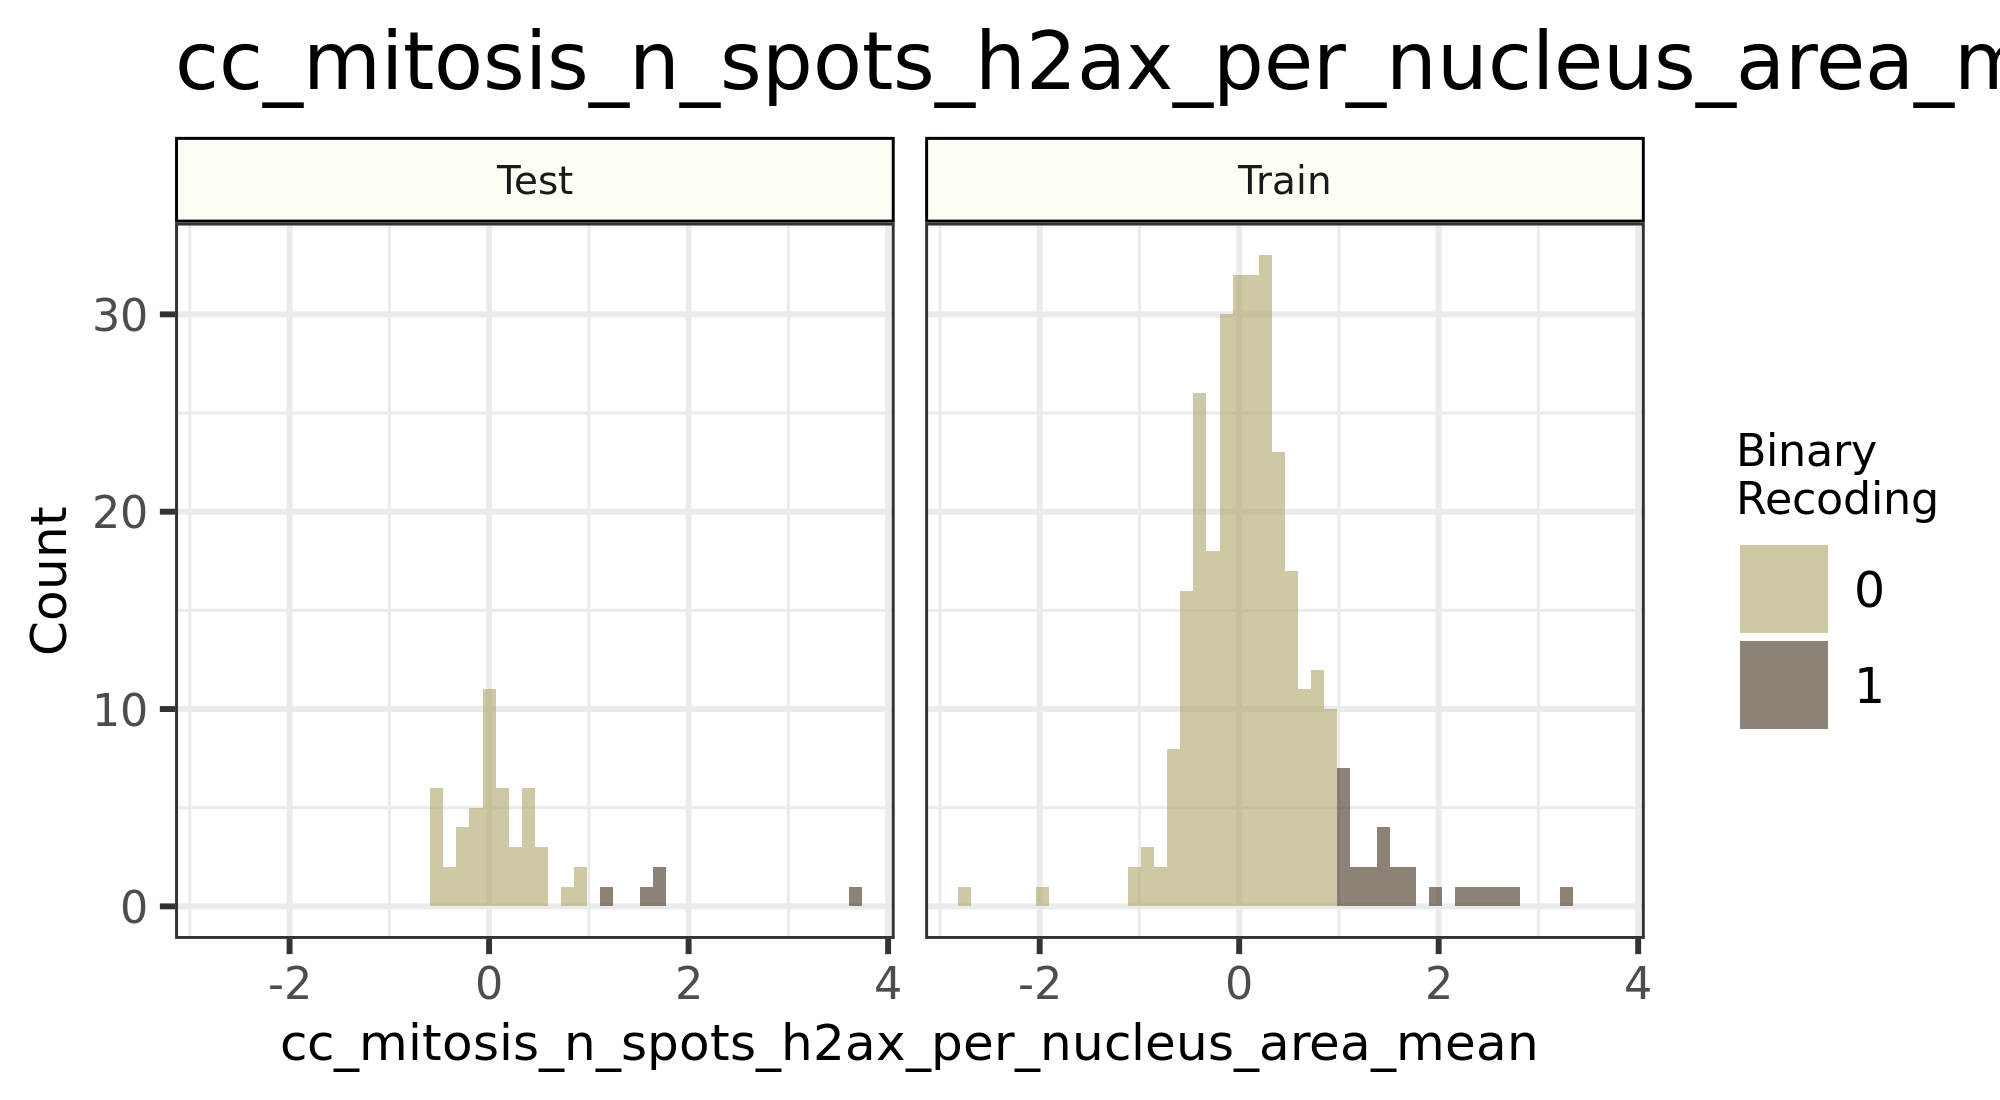 cc_mitosis_n_spots_h2ax_per_nucleus_area_m
Test
Train
30
20
10
0
Count
-2
0
2
4
-2
0
2
4
cc_mitosis_n_spots_h2ax_per_nucleus_area_mean
Binary
Recoding
0
1